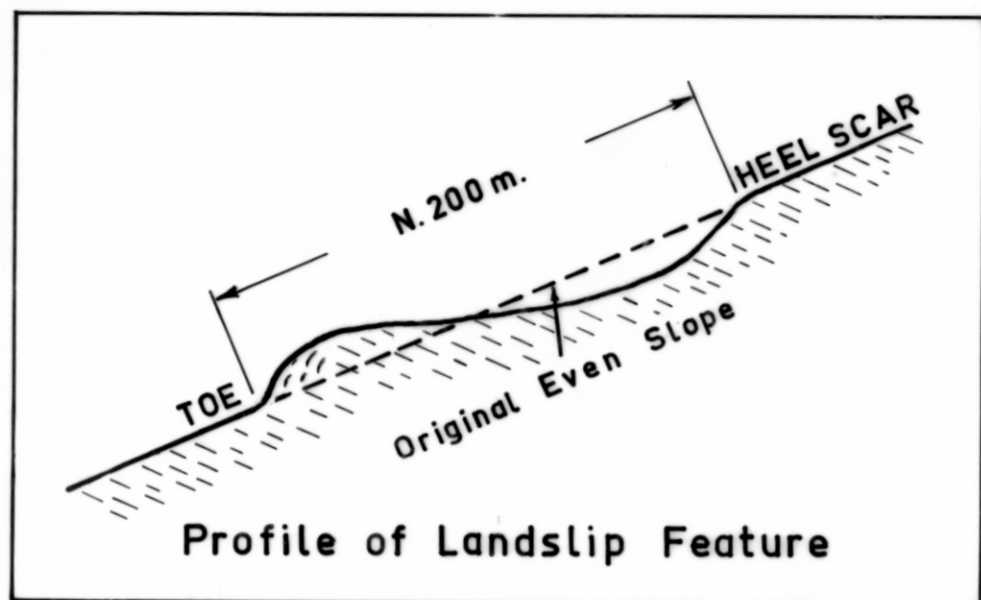 HEEL SCAR
N. 200 m.
TOE
Original Even Slope
Profile of Landslip Feature